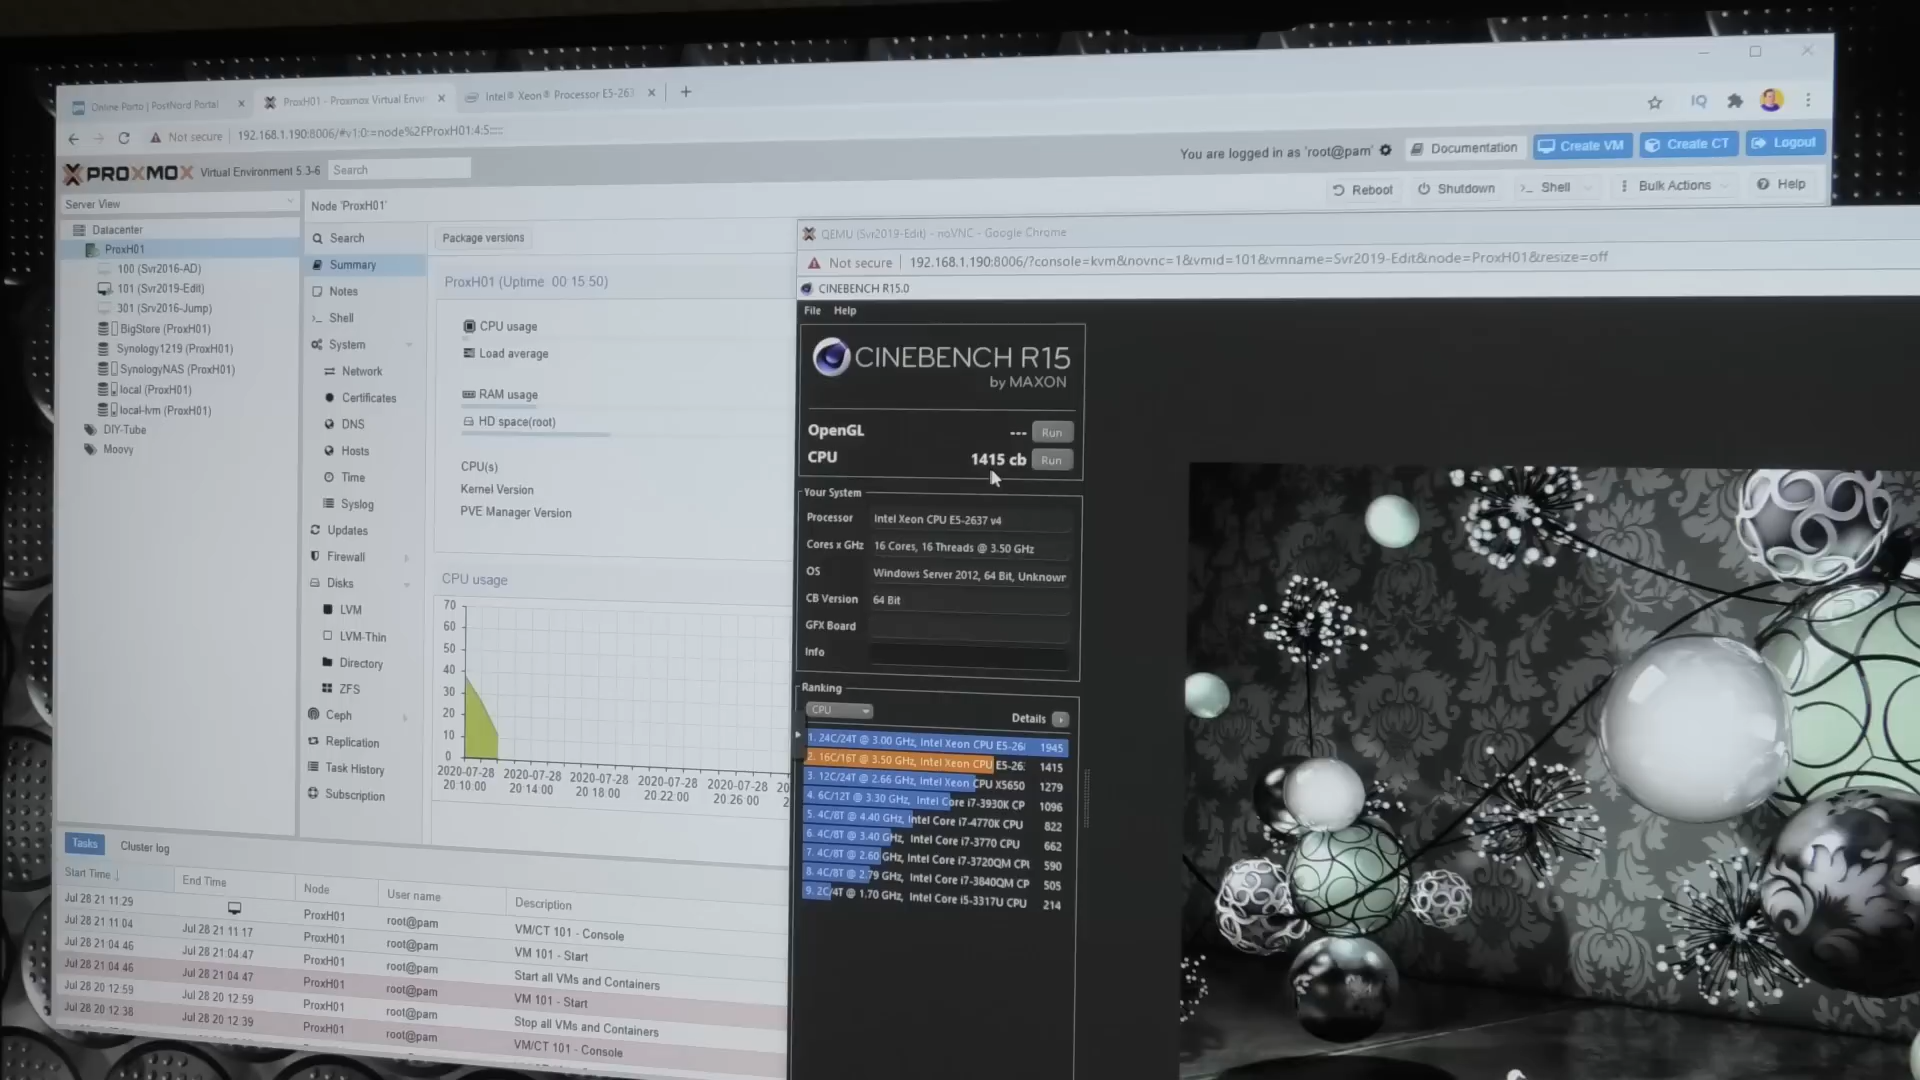 Online Porto | PostNord Portal
ProxH01 - Proxmox Virtual Envir
Intel® Xeon® Processor E5-263
Not secure
192.168.1.190:8006/#v1:0:=node%2FProxH01:4:5:::::
IQ
PROXMOX
Virtual Environment 5.3-6
Search
You are logged in as 'root@pam'
Documentation
Create VM
Create CT
Logout
Server View
Node 'ProxH01'
Reboot
Shutdown
Shell
Bulk Actions
Help
Datacenter
ProxH01
100 (Svr2016-AD)
101 (Svr2019-Edit)
301 (Srv2016-Jump)
BigStore (ProxH01)
Synology1219 (ProxH01)
SynologyNAS (ProxH01)
local (ProxH01)
local-lvm (ProxH01)
DIY-Tube
Moovy
Search
Summary
Notes
Shell
System
Network
Certificates
DNS
Hosts
Time
Syslog
Updates
Firewall
Disks
LVM
LVM-Thin
Directory
ZFS
Ceph
Replication
Task History
Subscription
Package versions
ProxH01 (Uptime 00:15:50)
CPU usage
Load average
RAM usage
HD space(root)
CPU(s)
Kernel Version
PVE Manager Version
CPU usage
70
60
50
40
30
20
10
0
2020-07-28 2020-07-28 2020-07-28 2020-07-28 2020-07-28
20:10:00 20:14:00 20:18:00 20:22:00 20:26:00
QEMU (Svr2019-Edit) - noVNC - Google Chrome
Not secure
192.168.1.190:8006/?console=kvm&novnc=1&vmid=101&vmname=Svr2019-Edit&node=ProxH01&resize=off
CINEBENCH R15.0
File Help
CINEBENCH R15
by MAXON
OpenGL --- Run
CPU 1415 cb Run
Your System
Processor Intel Xeon CPU E5-2637 v4
Cores x GHz 16 Cores, 16 Threads @ 3.50 GHz
OS Windows Server 2012, 64 Bit, Unknown
CB Version 64 Bit
GFX Board
Info
Ranking
CPU
Details
1. 24C/24T @ 3.00 GHz, Intel Xeon CPU E5-26 1945
2. 16C/16T @ 3.50 GHz, Intel Xeon CPU E5-26 1415
3. 12C/24T @ 2.66 GHz, Intel Xeon CPU X5650 1279
4. 6C/12T @ 3.30 GHz, Intel Core i7-3930K CP 1096
5. 4C/8T @ 4.40 GHz, Intel Core i7-4770K CPU 822
6. 4C/8T @ 3.40 GHz, Intel Core i7-3770 CPU 662
7. 4C/8T @ 2.60 GHz, Intel Core i7-3720QM CPU 590
8. 4C/8T @ 2.79 GHz, Intel Core i7-3840QM CP 505
9. 2C/4T @ 1.70 GHz, Intel Core i5-3317U CPU 214
Tasks
Cluster log
Start Time End Time Node User name Description
Jul 28 21:11:29 ProxH01 root@pam VM/CT 101 - Console
Jul 28 21:11:04 Jul 28 21:11:17 ProxH01 root@pam VM 101 - Start
Jul 28 21:04:46 Jul 28 21:04:47 ProxH01 root@pam Start all VMs and Containers
Jul 28 21:04:46 Jul 28 21:04:47 ProxH01 root@pam VM 101 - Start
Jul 28 20:12:59 Jul 28 20:12:59 ProxH01 root@pam Stop all VMs and Containers
Jul 28 20:12:38 Jul 28 20:12:39 ProxH01 root@pam VM/CT 101 - Console